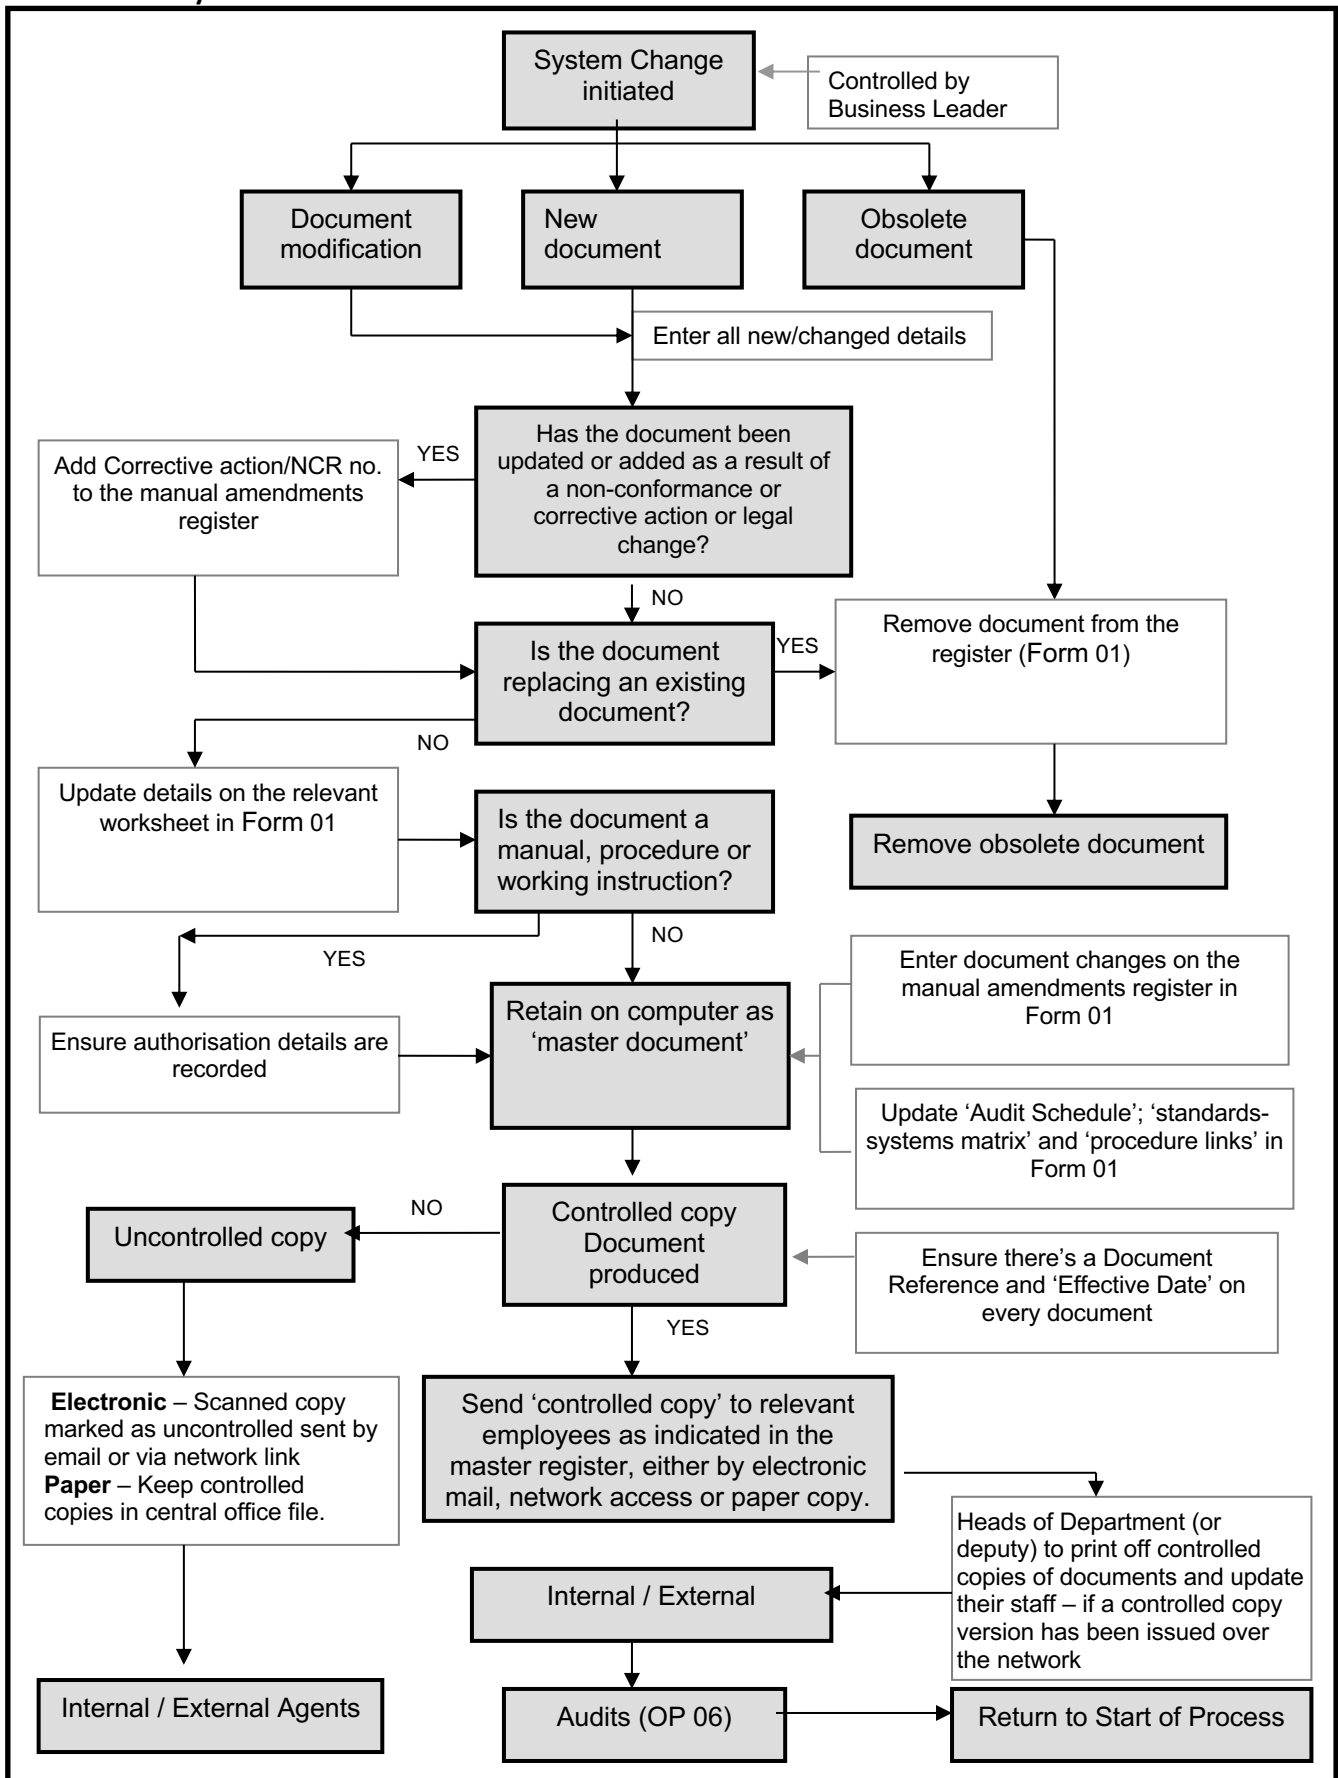 System Change
initiated
Controlled by
Business Leader
Document
modification
New
document
Obsolete
document
Enter all new/changed details
Has the document been
updated or added as a result of
a non-conformance or
corrective action or legal
change?
YES
Add Corrective action/NCR no.
to the manual amendments
register
NO
Is the document
replacing an existing
document?
YES
Remove document from the
register (Form 01)
NO
Update details on the relevant
worksheet in Form 01
Is the document a
manual, procedure or
working instruction?
Remove obsolete document
YES
NO
Ensure authorisation details are
recorded
Retain on computer as
‘master document’
Enter document changes on the
manual amendments register in
Form 01
Update ‘Audit Schedule’; ‘standards-
systems matrix’ and ‘procedure links’ in
Form 01
Uncontrolled copy
NO
Controlled copy
Document
produced
Ensure there’s a Document
Reference and ‘Effective Date’ on
every document
YES
Electronic – Scanned copy
marked as uncontrolled sent by
email or via network link
Paper – Keep controlled
copies in central office file.
Send ‘controlled copy’ to relevant
employees as indicated in the
master register, either by electronic
mail, network access or paper copy.
Heads of Department (or
deputy) to print off controlled
copies of documents and update
their staff – if a controlled copy
version has been issued over
the network
Internal / External
Internal / External Agents
Audits (OP 06)
Return to Start of Process